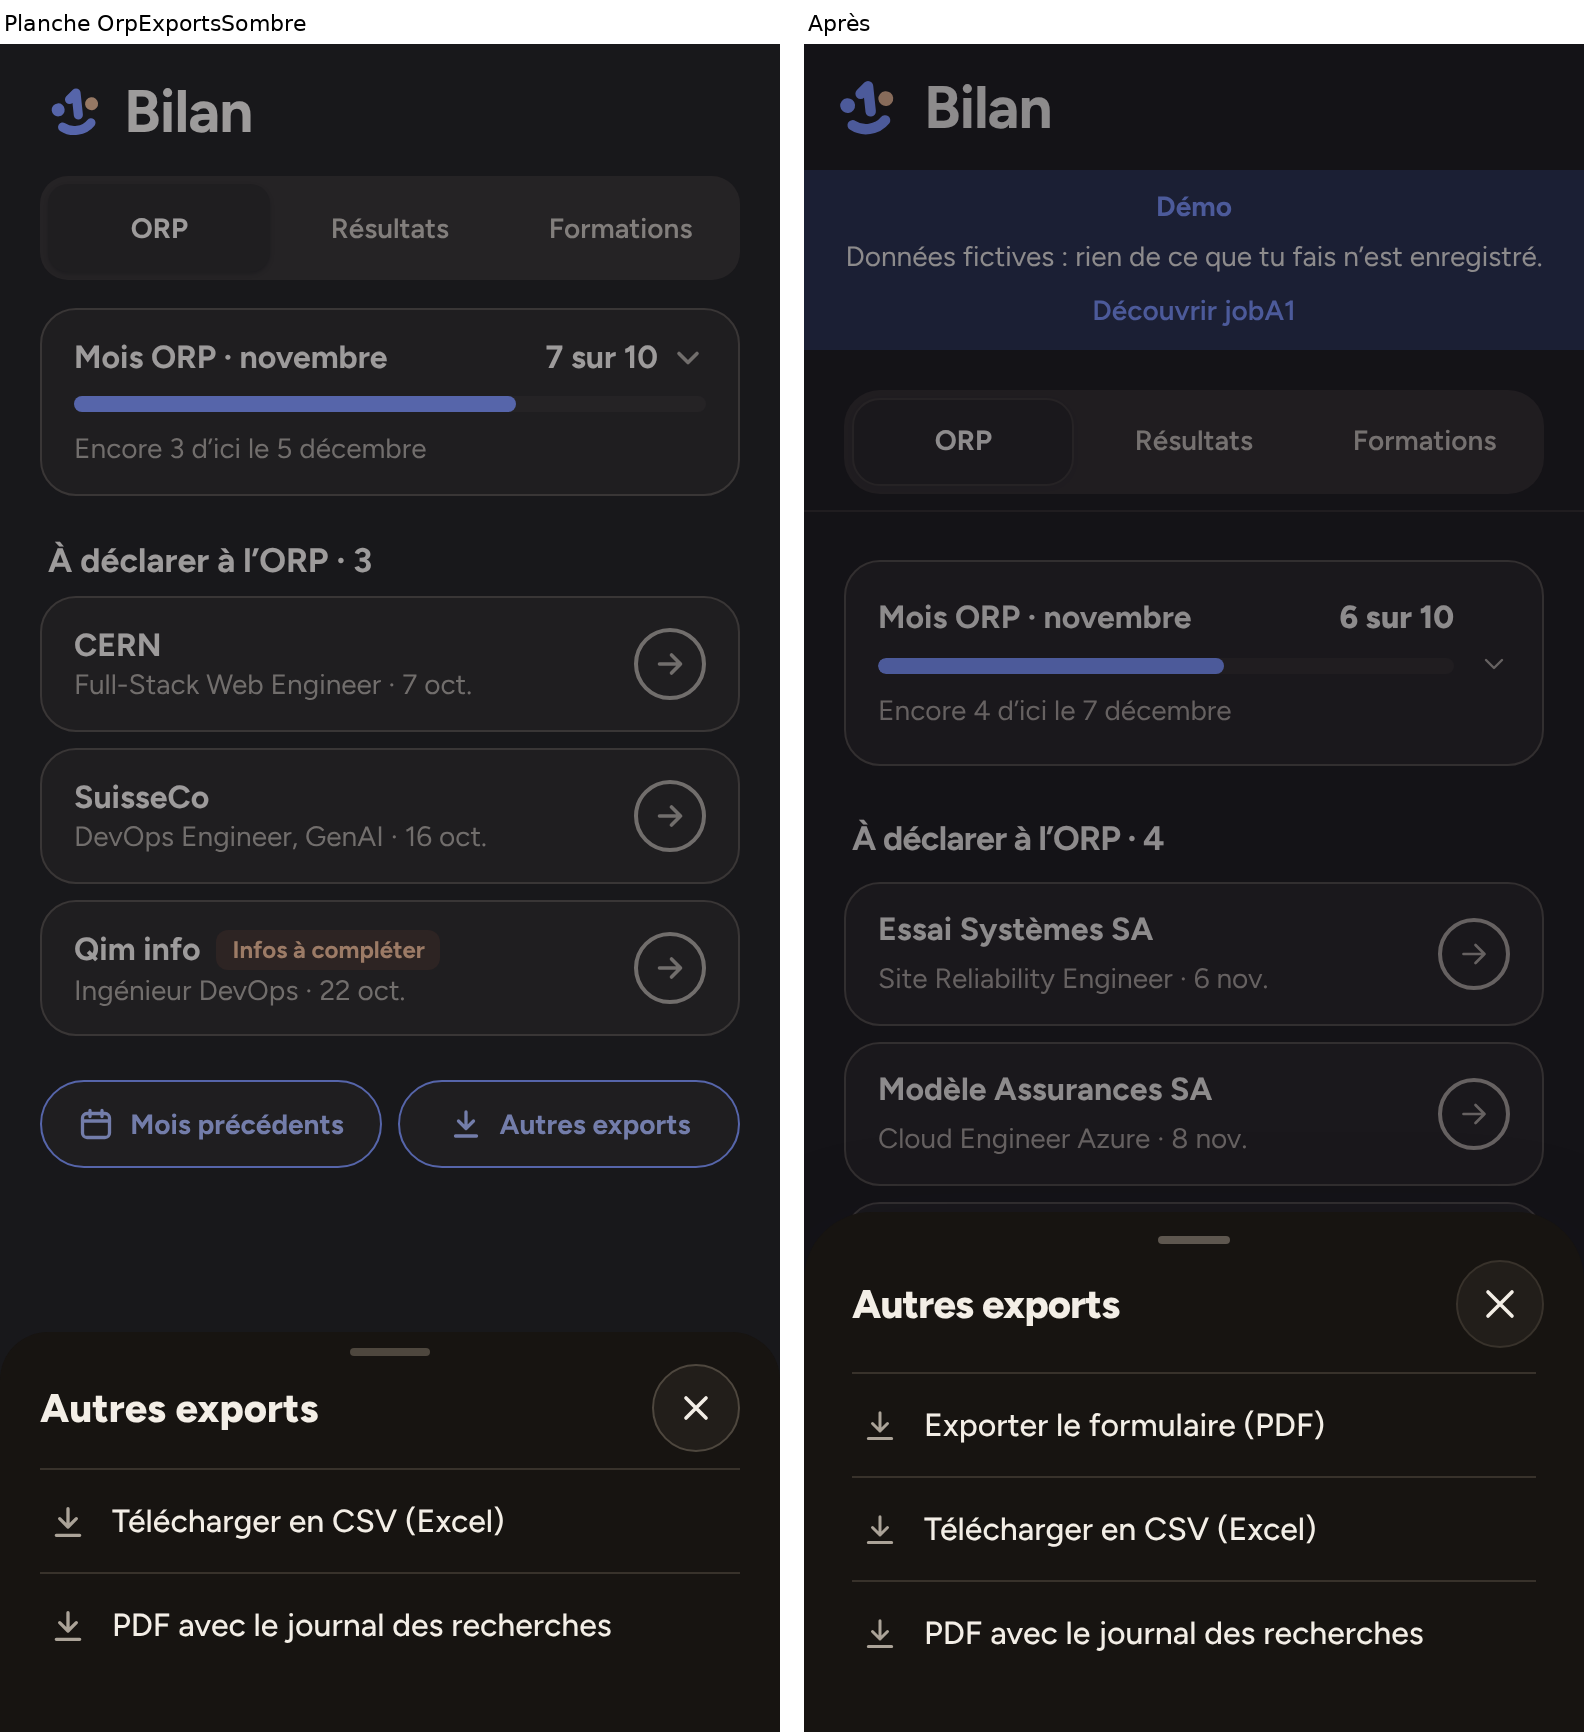 Planche OrpExportsSombre
Bilan
ORP
Résultats
Formations
Mois ORP · novembre
7 sur 10
Encore 3 d’ici le 5 décembre
À déclarer à l’ORP · 3
CERN
Full-Stack Web Engineer · 7 oct.
SuisseCo
DevOps Engineer, GenAI · 16 oct.
Qim info
Infos à compléter
Ingénieur DevOps · 22 oct.
Mois précédents
Autres exports
Autres exports
Télécharger en CSV (Excel)
PDF avec le journal des recherches
Après
Bilan
Démo
Données fictives : rien de ce que tu fais n’est enregistré.
Découvrir jobA1
ORP
Résultats
Formations
Mois ORP · novembre
6 sur 10
Encore 4 d’ici le 7 décembre
À déclarer à l’ORP · 4
Essai Systèmes SA
Site Reliability Engineer · 6 nov.
Modèle Assurances SA
Cloud Engineer Azure · 8 nov.
Autres exports
Exporter le formulaire (PDF)
Télécharger en CSV (Excel)
PDF avec le journal des recherches